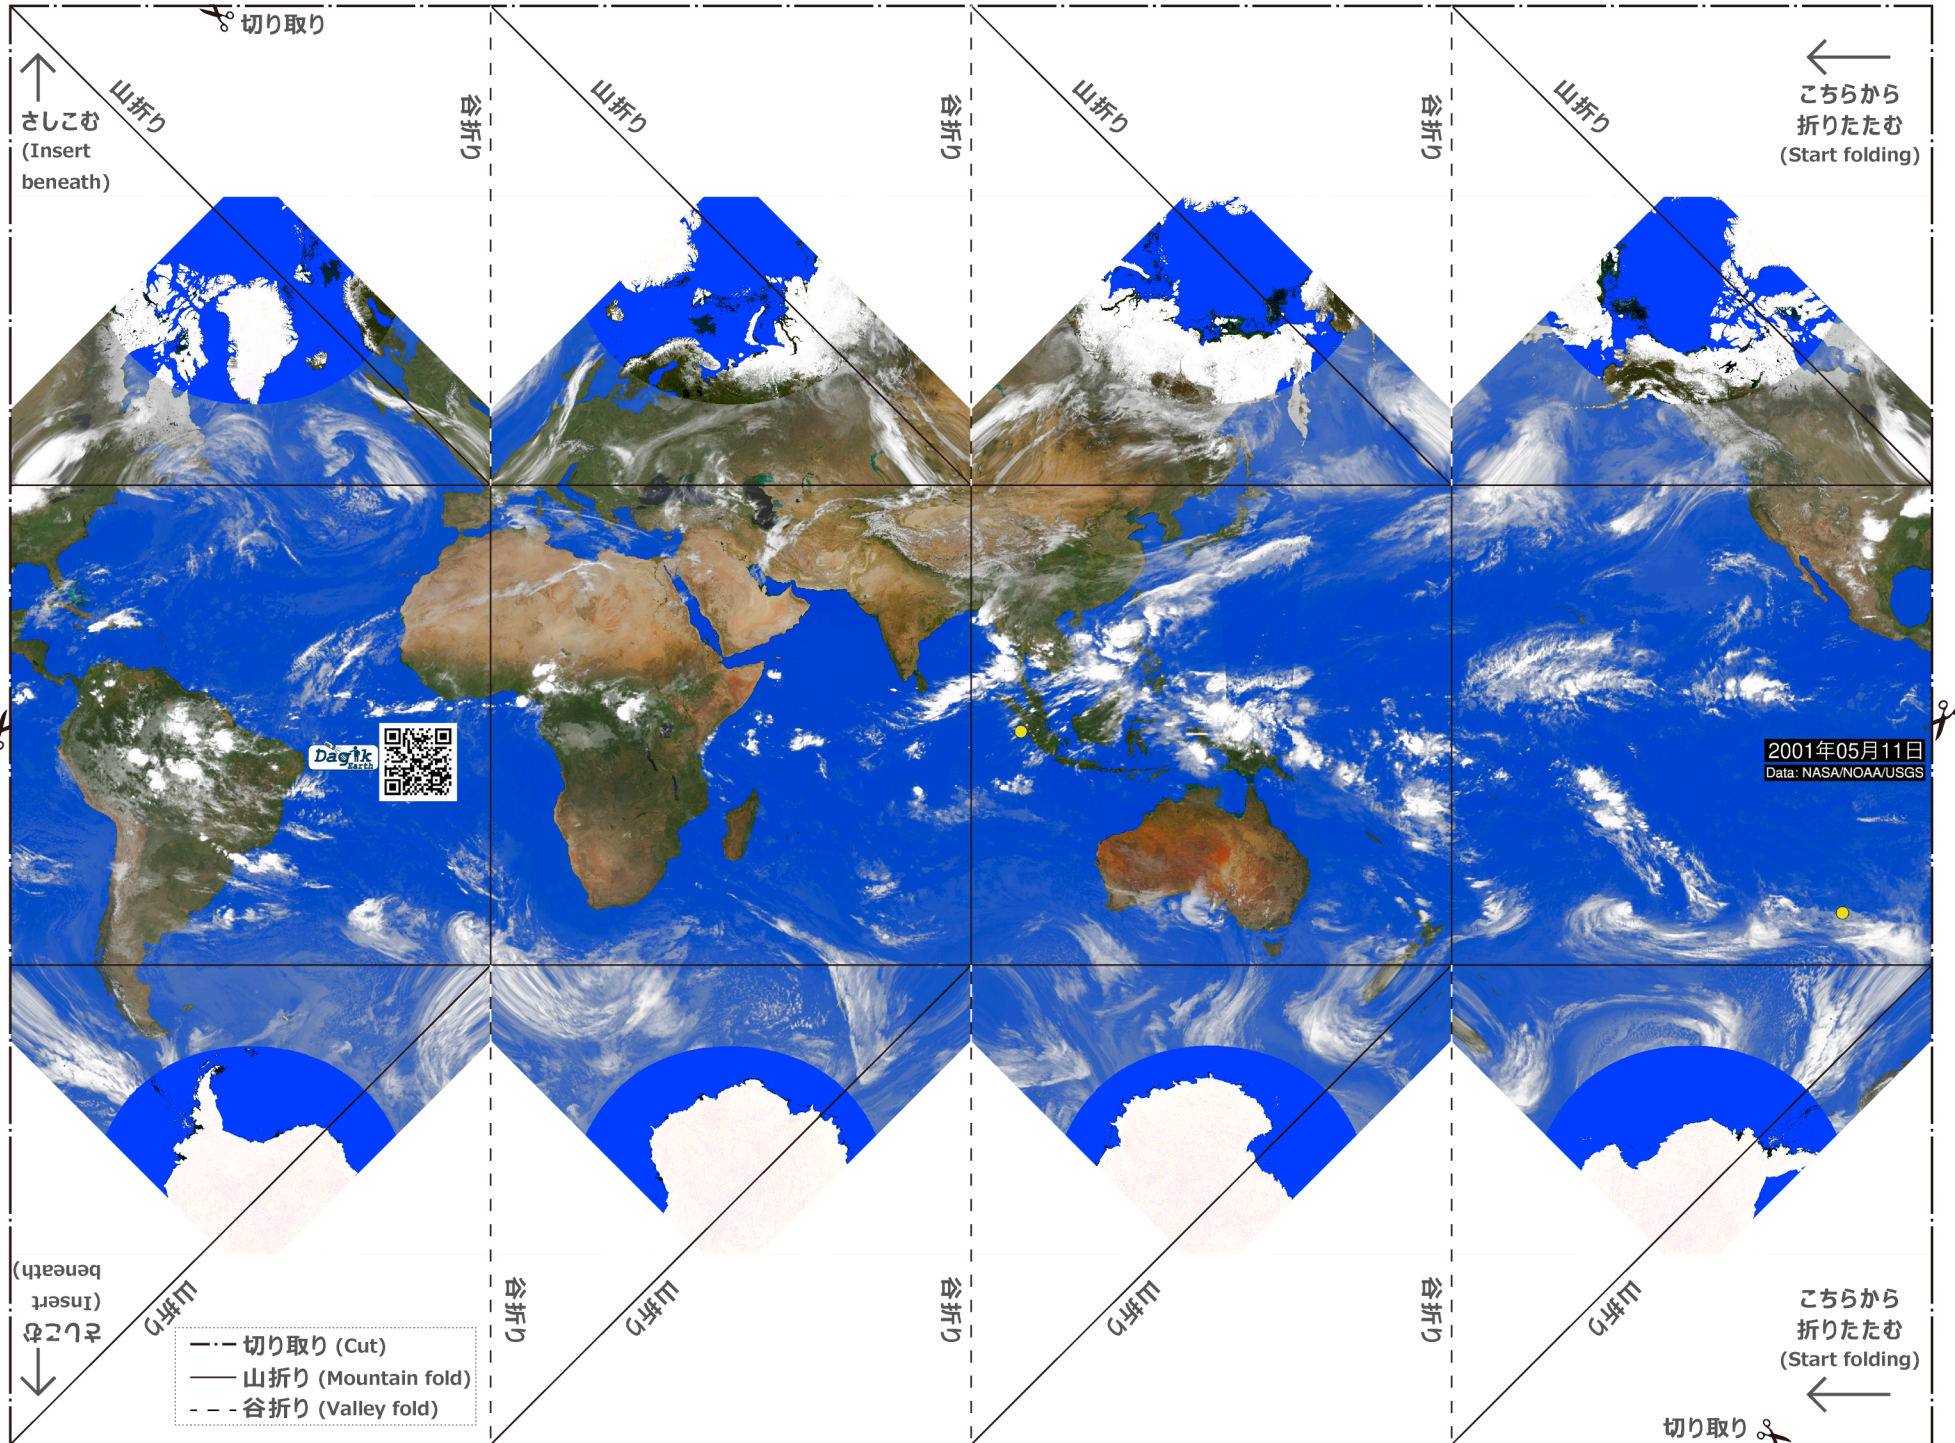 切り取り
さしこむ
(Insert
beneath)
山折り
谷折り
山折り
谷折り
山折り
谷折り
山折り
こちらから
折りたたむ
(Start folding)
Dagik
Earth
2001年05月11日
Data: NASA/NOAA/USGS
さしこむ
(Insert
beneath)
山折り
谷折り
山折り
谷折り
山折り
谷折り
山折り
こちらから
折りたたむ
(Start folding)
切り取り (Cut)
山折り (Mountain fold)
谷折り (Valley fold)
切り取り